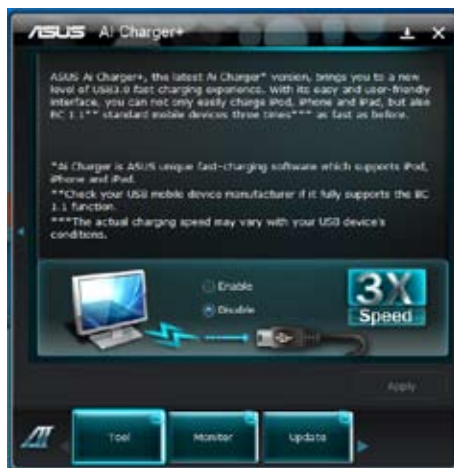 ASUS AI Charger+
ASUS Ai Charger+, the latest Ai Charger* version, brings you to a new
level of USB3.0 fast charging experience. With its easy and user-friendly
interface, you can not only easily charge iPod, iPhone and iPad, but also
BC 1.1** standard mobile devices three times*** as fast as before.
*Ai Charger is ASUS unique fast-charging software which supports iPod,
iPhone and iPad.
**Check your USB mobile device manufacturer if it fully supports the BC
1.1 function.
***The actual charging speed may vary with your USB device's
conditions.
Enable
Disable
3X
Speed
Apply
Tool
Monitor
Update